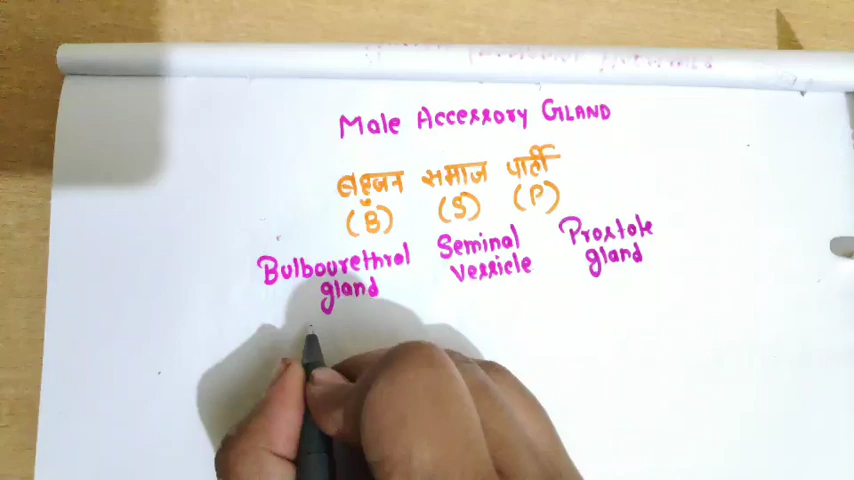 Male Accessory GLAND
बहुजन समाज पार्टी
(B) (S) (P)
Bulbourethral gland
Seminal Vessicle
Prostate gland